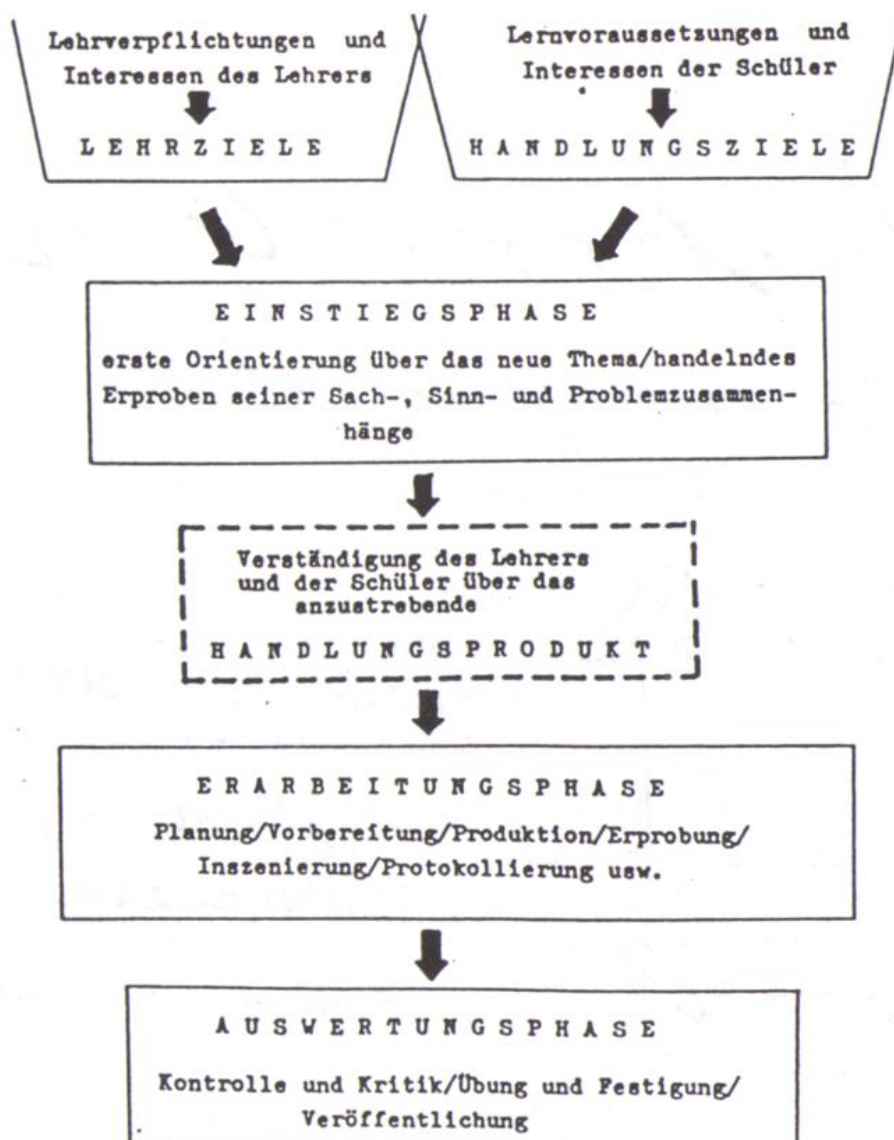 Lehrverpflichtungen und
Interessen des Lehrers
LEHRZIELE
Lernvoraussetzungen und
Interessen der Schüler
HANDLUNGSZIELE
EINSTIEGSPHASE
erste Orientierung über das neue Thema/handelndes
Erproben seiner Sach-, Sinn- und Problemzusammen-
hänge
Verständigung des Lehrers
und der Schüler über das
anzustrebende
HANDLUNGSPRODUKT
ERARBEITUNGSPHASE
Planung/Vorbereitung/Produktion/Erprobung/
Inszenierung/Protokollierung usw.
AUSWERTUNGSPHASE
Kontrolle und Kritik/Übung und Festigung/
Veröffentlichung